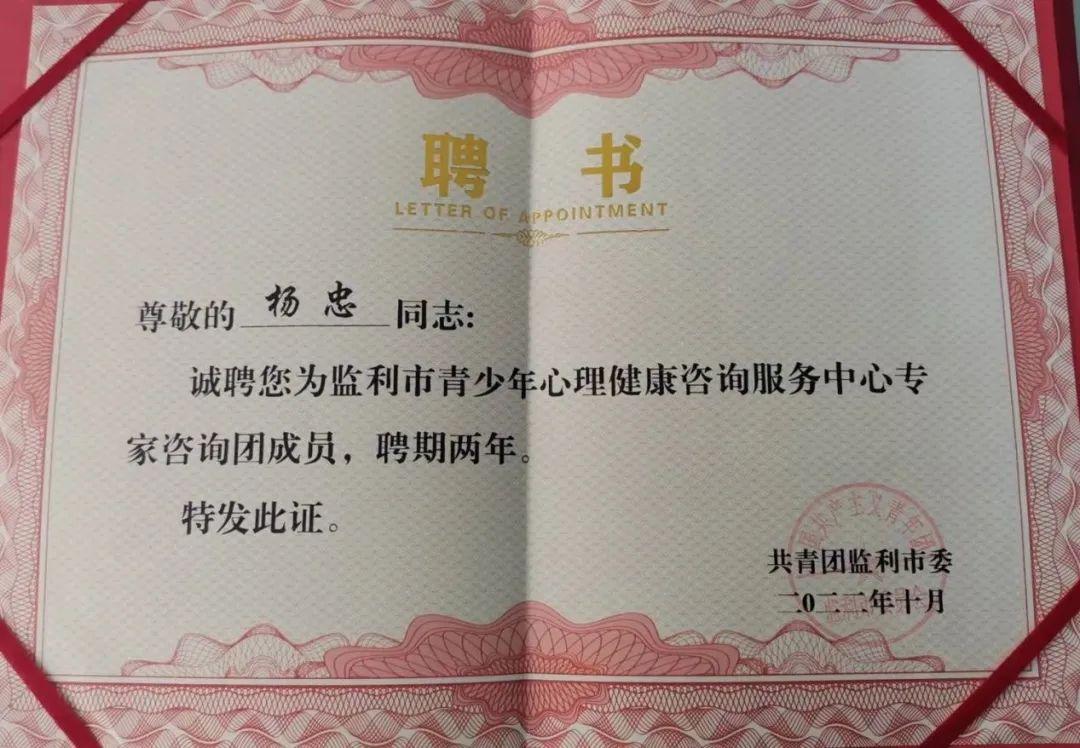 聘 书
LETTER OF APPOINTMENT
尊敬的 杨忠 同志:
诚聘您为监利市青少年心理健康咨询服务中心专
家咨询团成员，聘期两年。
特发此证。
共青团监利市委
二0二二年十月